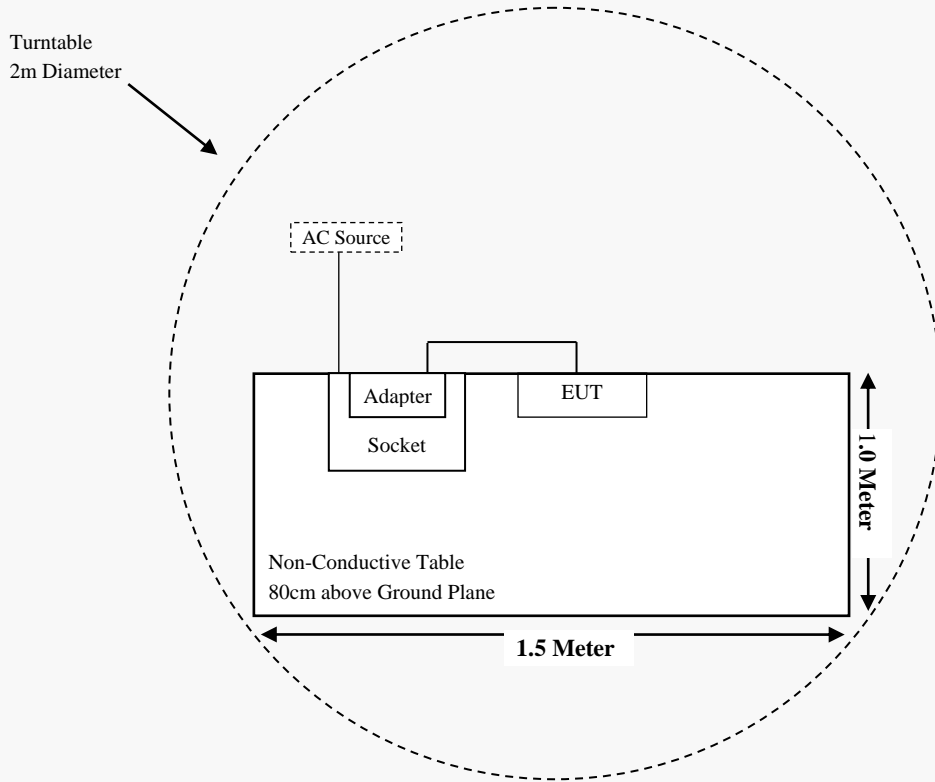 Turntable
2m Diameter
AC Source
Adapter
EUT
Socket
1.0 Meter
Non-Conductive Table
80cm above Ground Plane
1.5 Meter